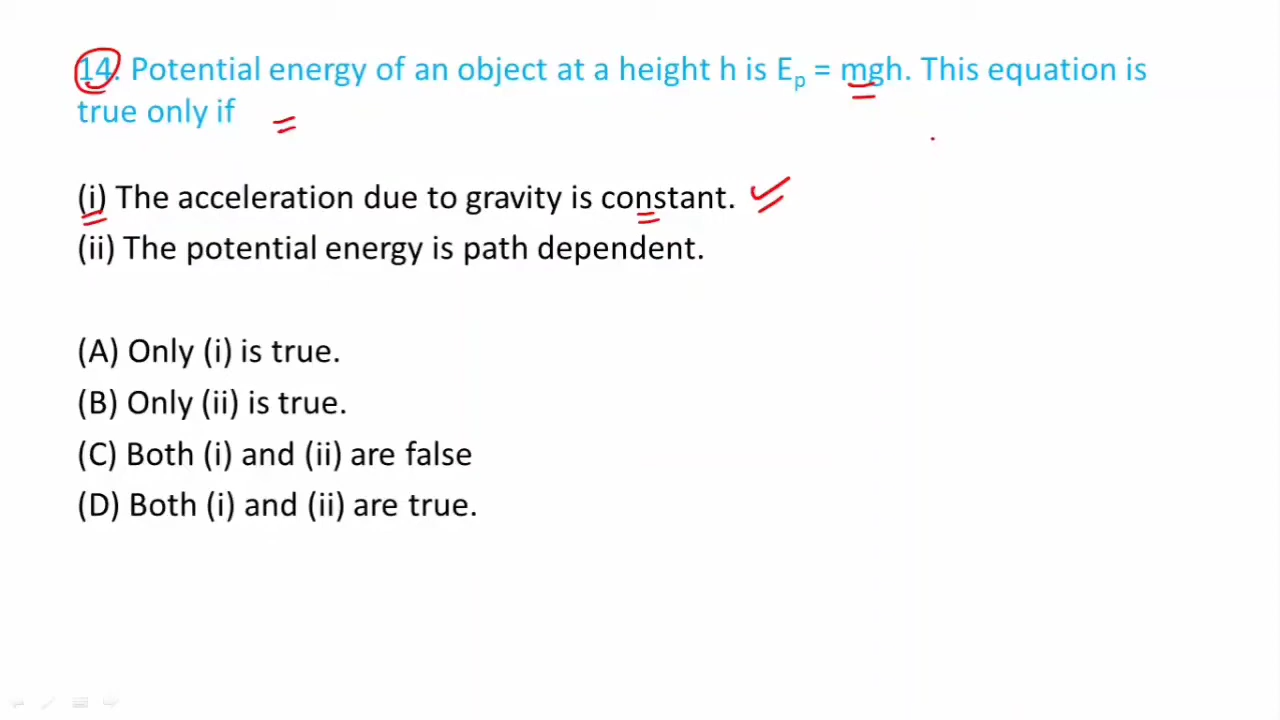 14. Potential energy of an object at a height h is Eₚ = mgh. This equation is
true only if
(i) The acceleration due to gravity is constant.
(ii) The potential energy is path dependent.
(A) Only (i) is true.
(B) Only (ii) is true.
(C) Both (i) and (ii) are false
(D) Both (i) and (ii) are true.